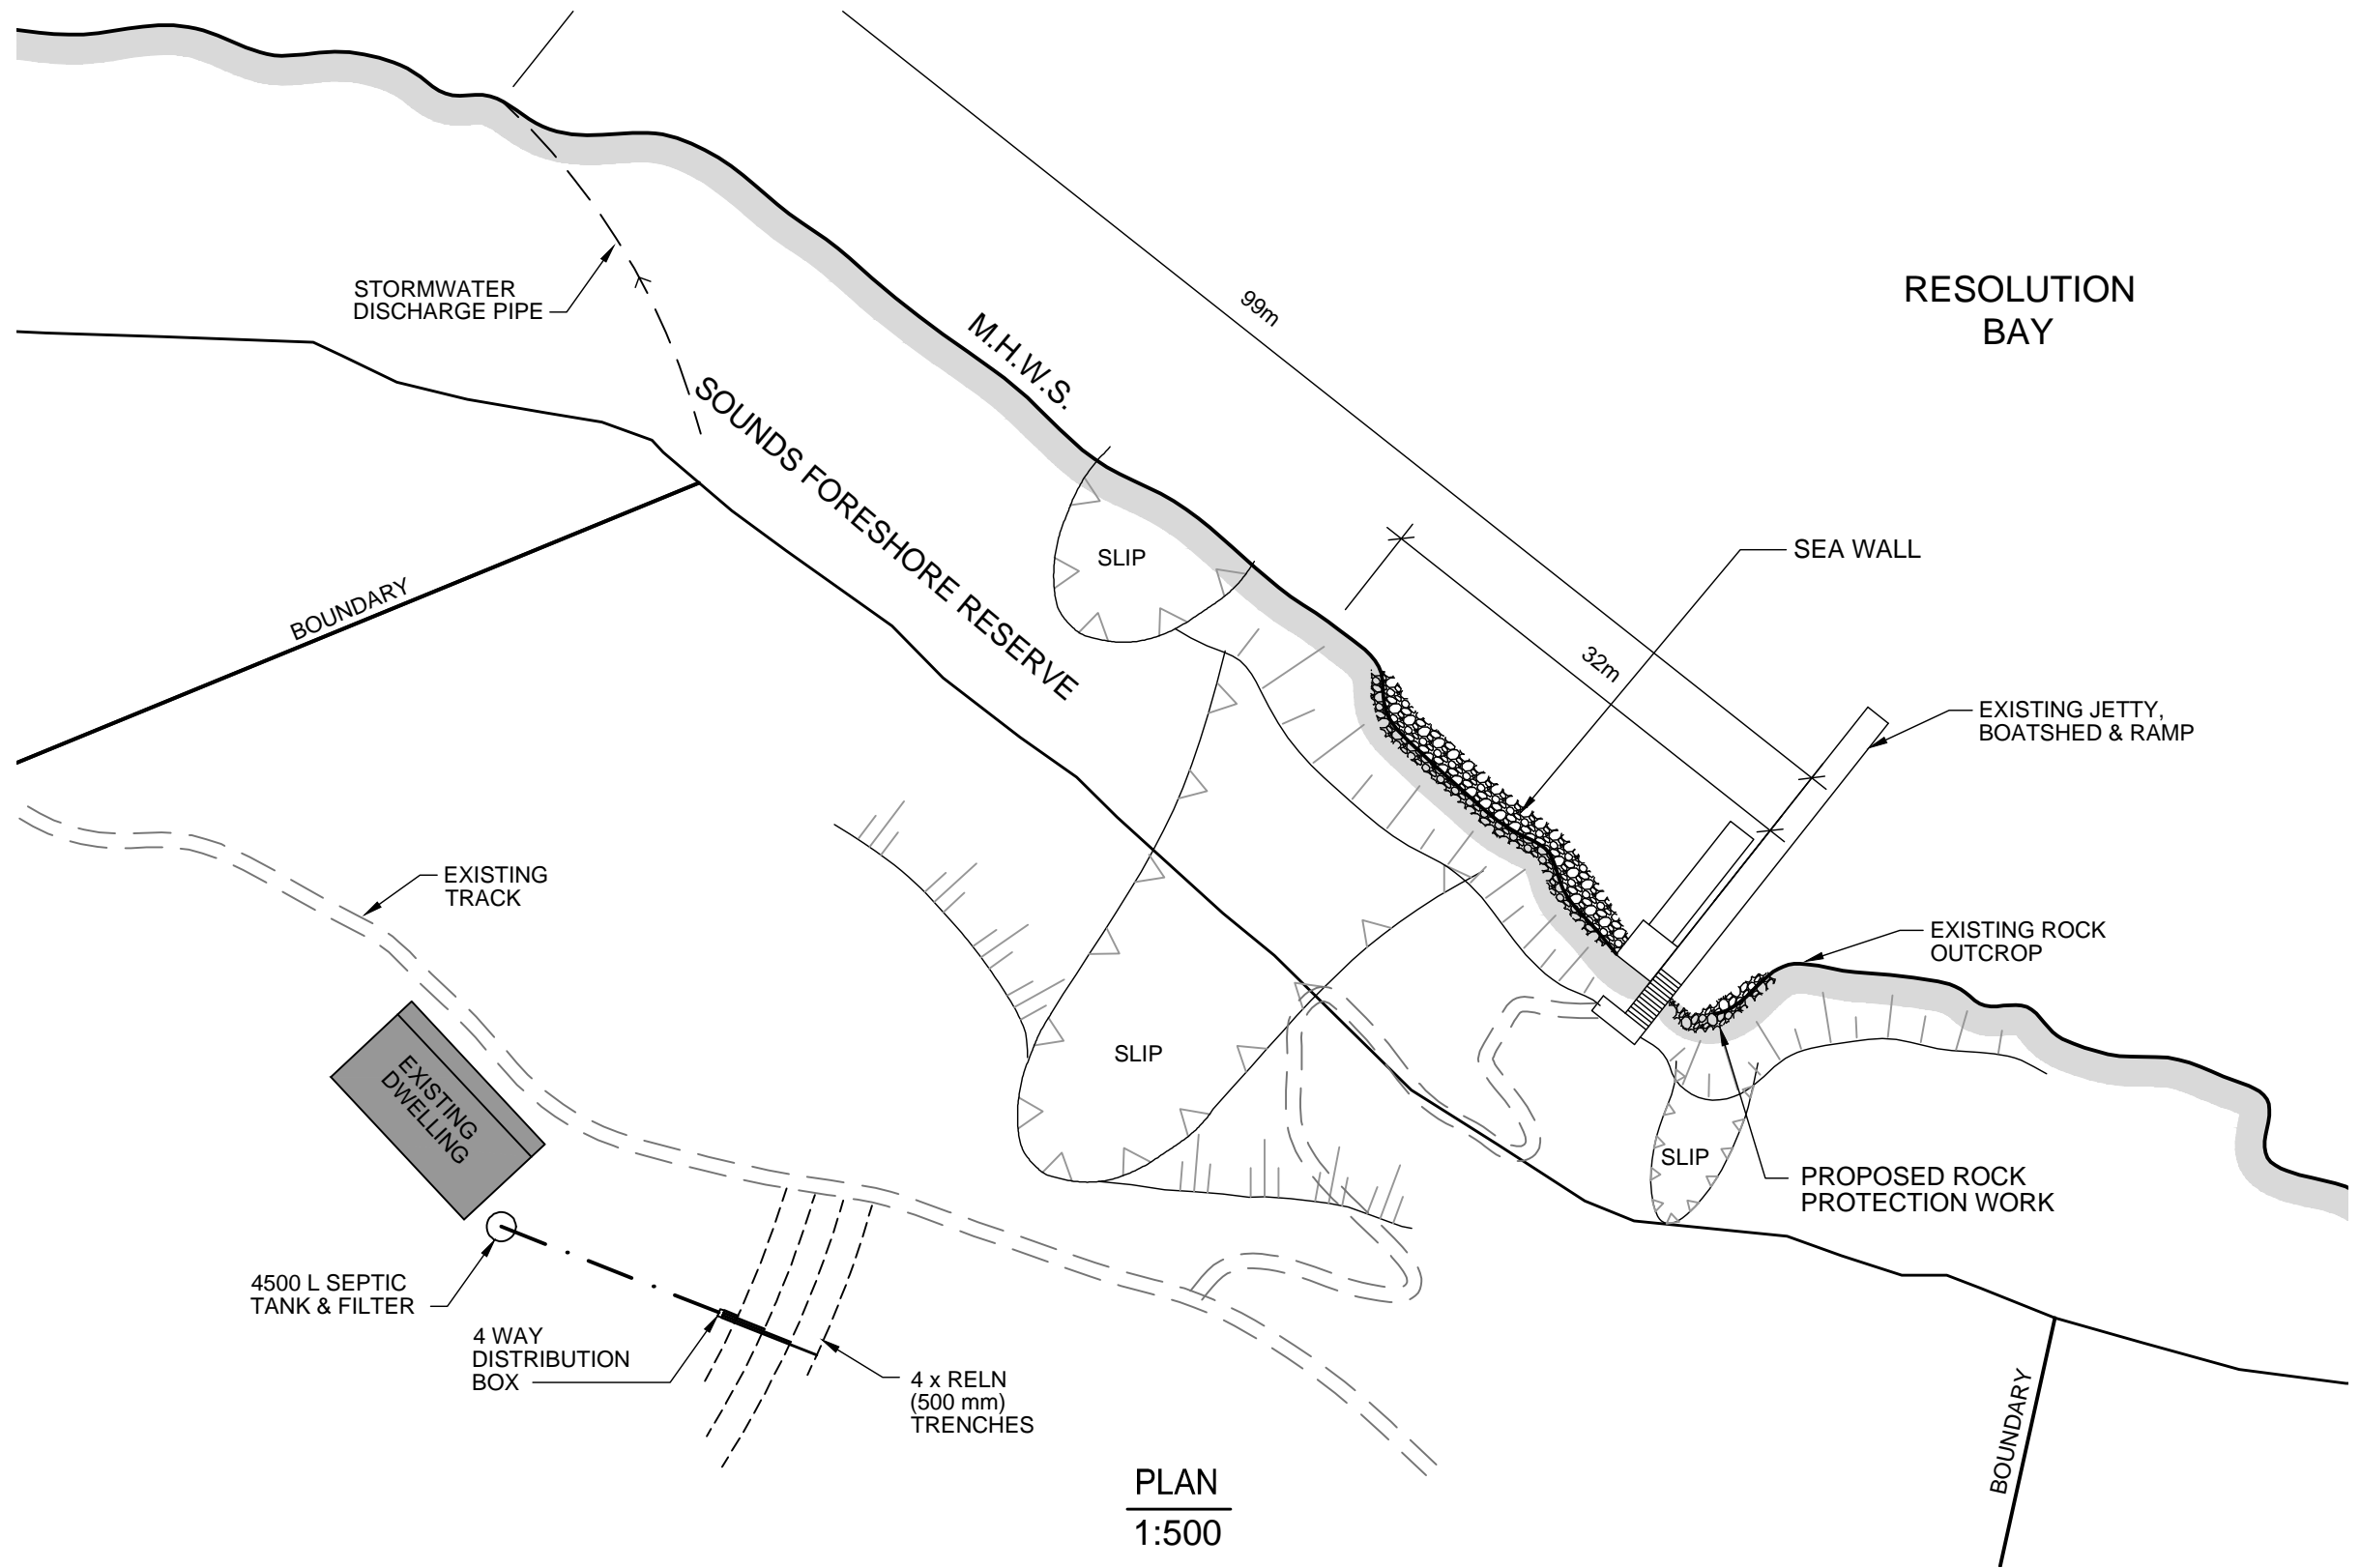 STORMWATER
DISCHARGE PIPE
M.H.W.S.
99m
RESOLUTION
BAY
SOUNDS FORESHORE RESERVE
SLIP
SEA WALL
BOUNDARY
32m
EXISTING JETTY,
BOATSHED & RAMP
EXISTING
TRACK
EXISTING ROCK
OUTCROP
EXISTING
DWELLING
SLIP
SLIP
PROPOSED ROCK
PROTECTION WORK
4500 L SEPTIC
TANK & FILTER
4 WAY
DISTRIBUTION
BOX
4 x RELN
(500 mm)
TRENCHES
BOUNDARY
PLAN
1:500